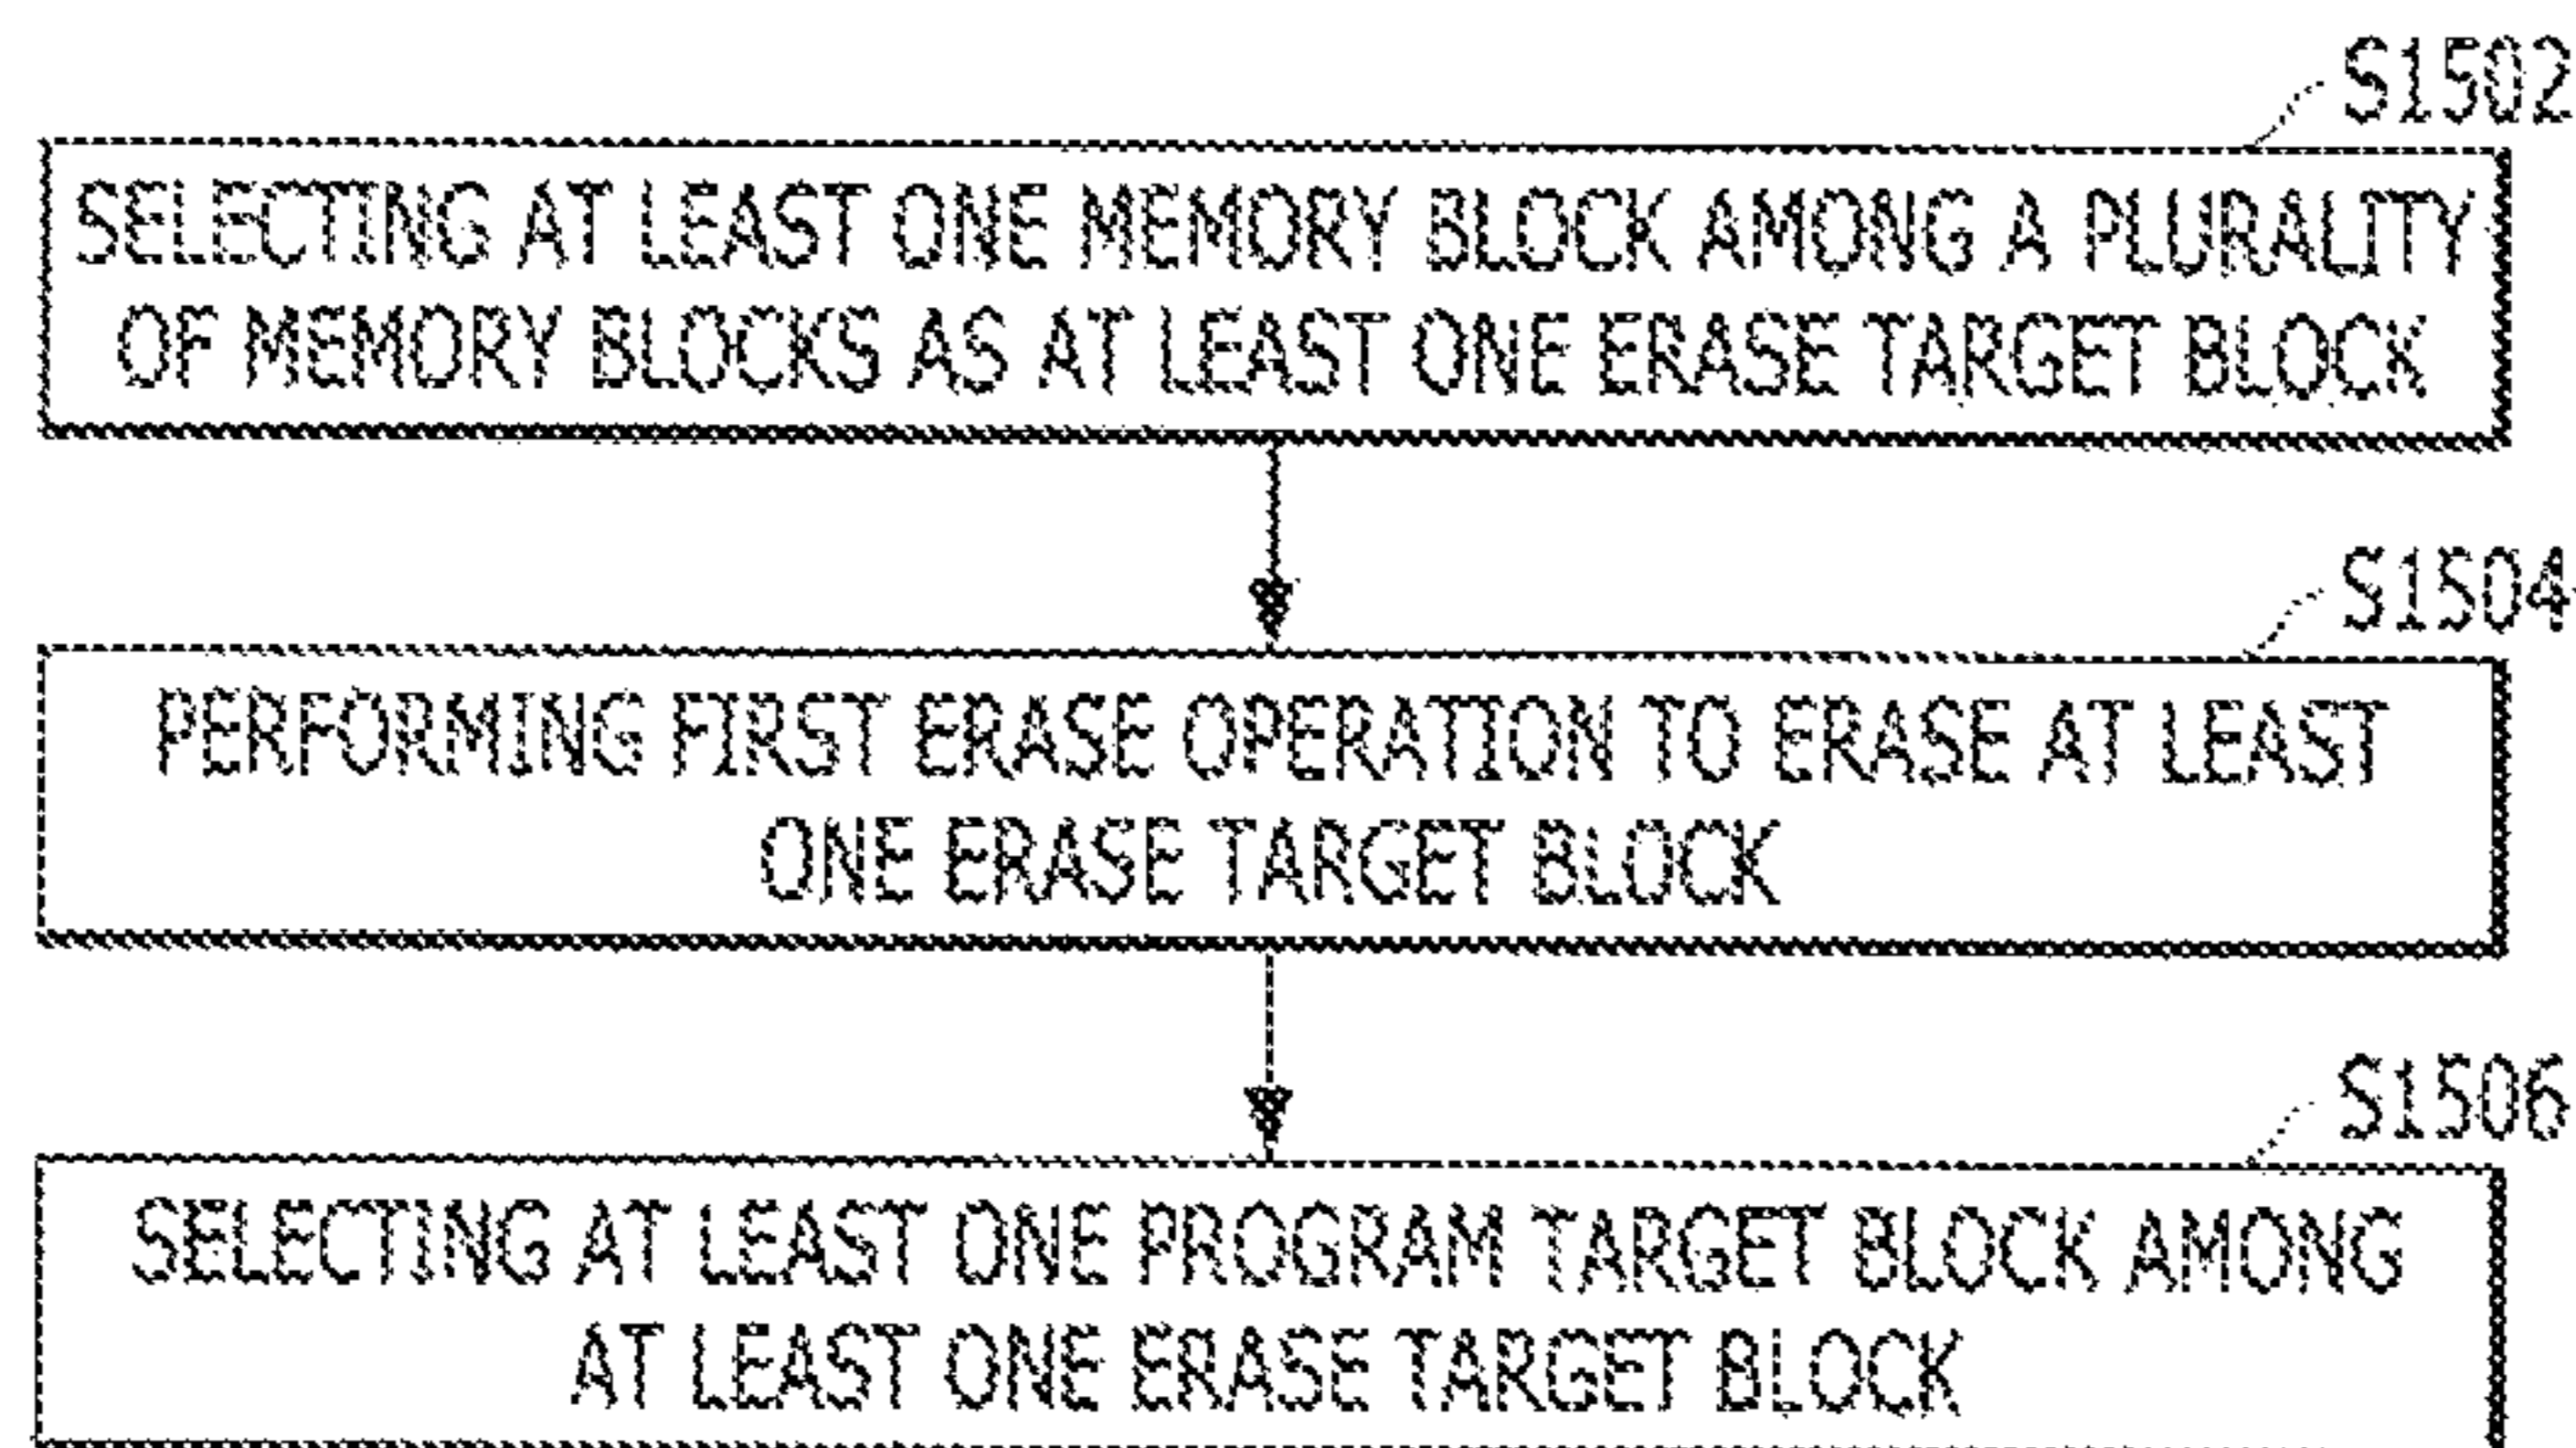 S1502
SELECTING AT LEAST ONE MEMORY BLOCK AMONG A PLURALITY
OF MEMORY BLOCKS AS AT LEAST ONE ERASE TARGET BLOCK
S1504
PERFORMING FIRST ERASE OPERATION TO ERASE AT LEAST
ONE ERASE TARGET BLOCK
S1506
SELECTING AT LEAST ONE PROGRAM TARGET BLOCK AMONG
AT LEAST ONE ERASE TARGET BLOCK